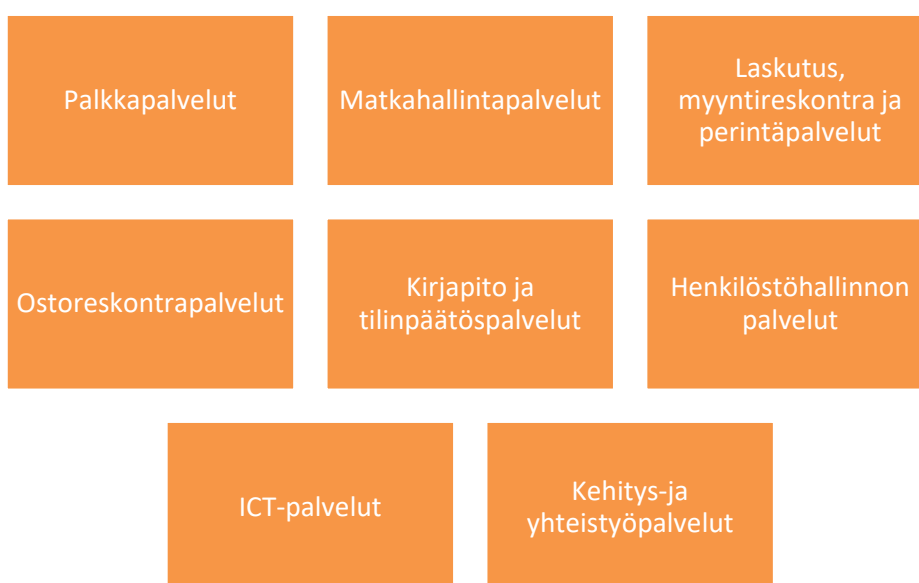 Palkkapalvelut
Matkahallintapalvelut
Laskutus,
myyntireskontra ja
perintäpalvelut
Ostoreskontrapalvelut
Kirjapito ja
tilinpäätöspalvelut
Henkilöstöhallinnon
palvelut
ICT-palvelut
Kehitys-ja
yhteistyöpalvelut